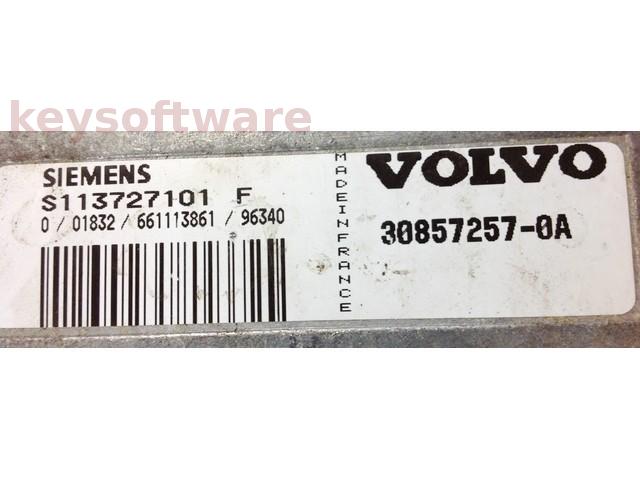 keysoftware
SIEMENS
S113727101 F
0 / 01832 / 661113861 / 96340
MADEINFRANCE
VOLVO
30857257-0A